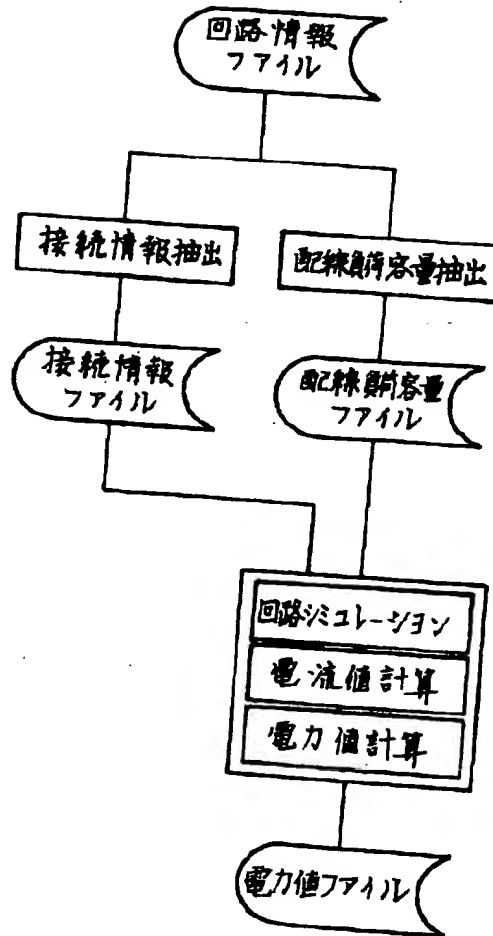 回路情報
ファイル
接続情報抽出
配線負荷容量抽出
接続情報
ファイル
配線負荷容量
ファイル
回路シミュレーション
電流値計算
電力値計算
電力値ファイル